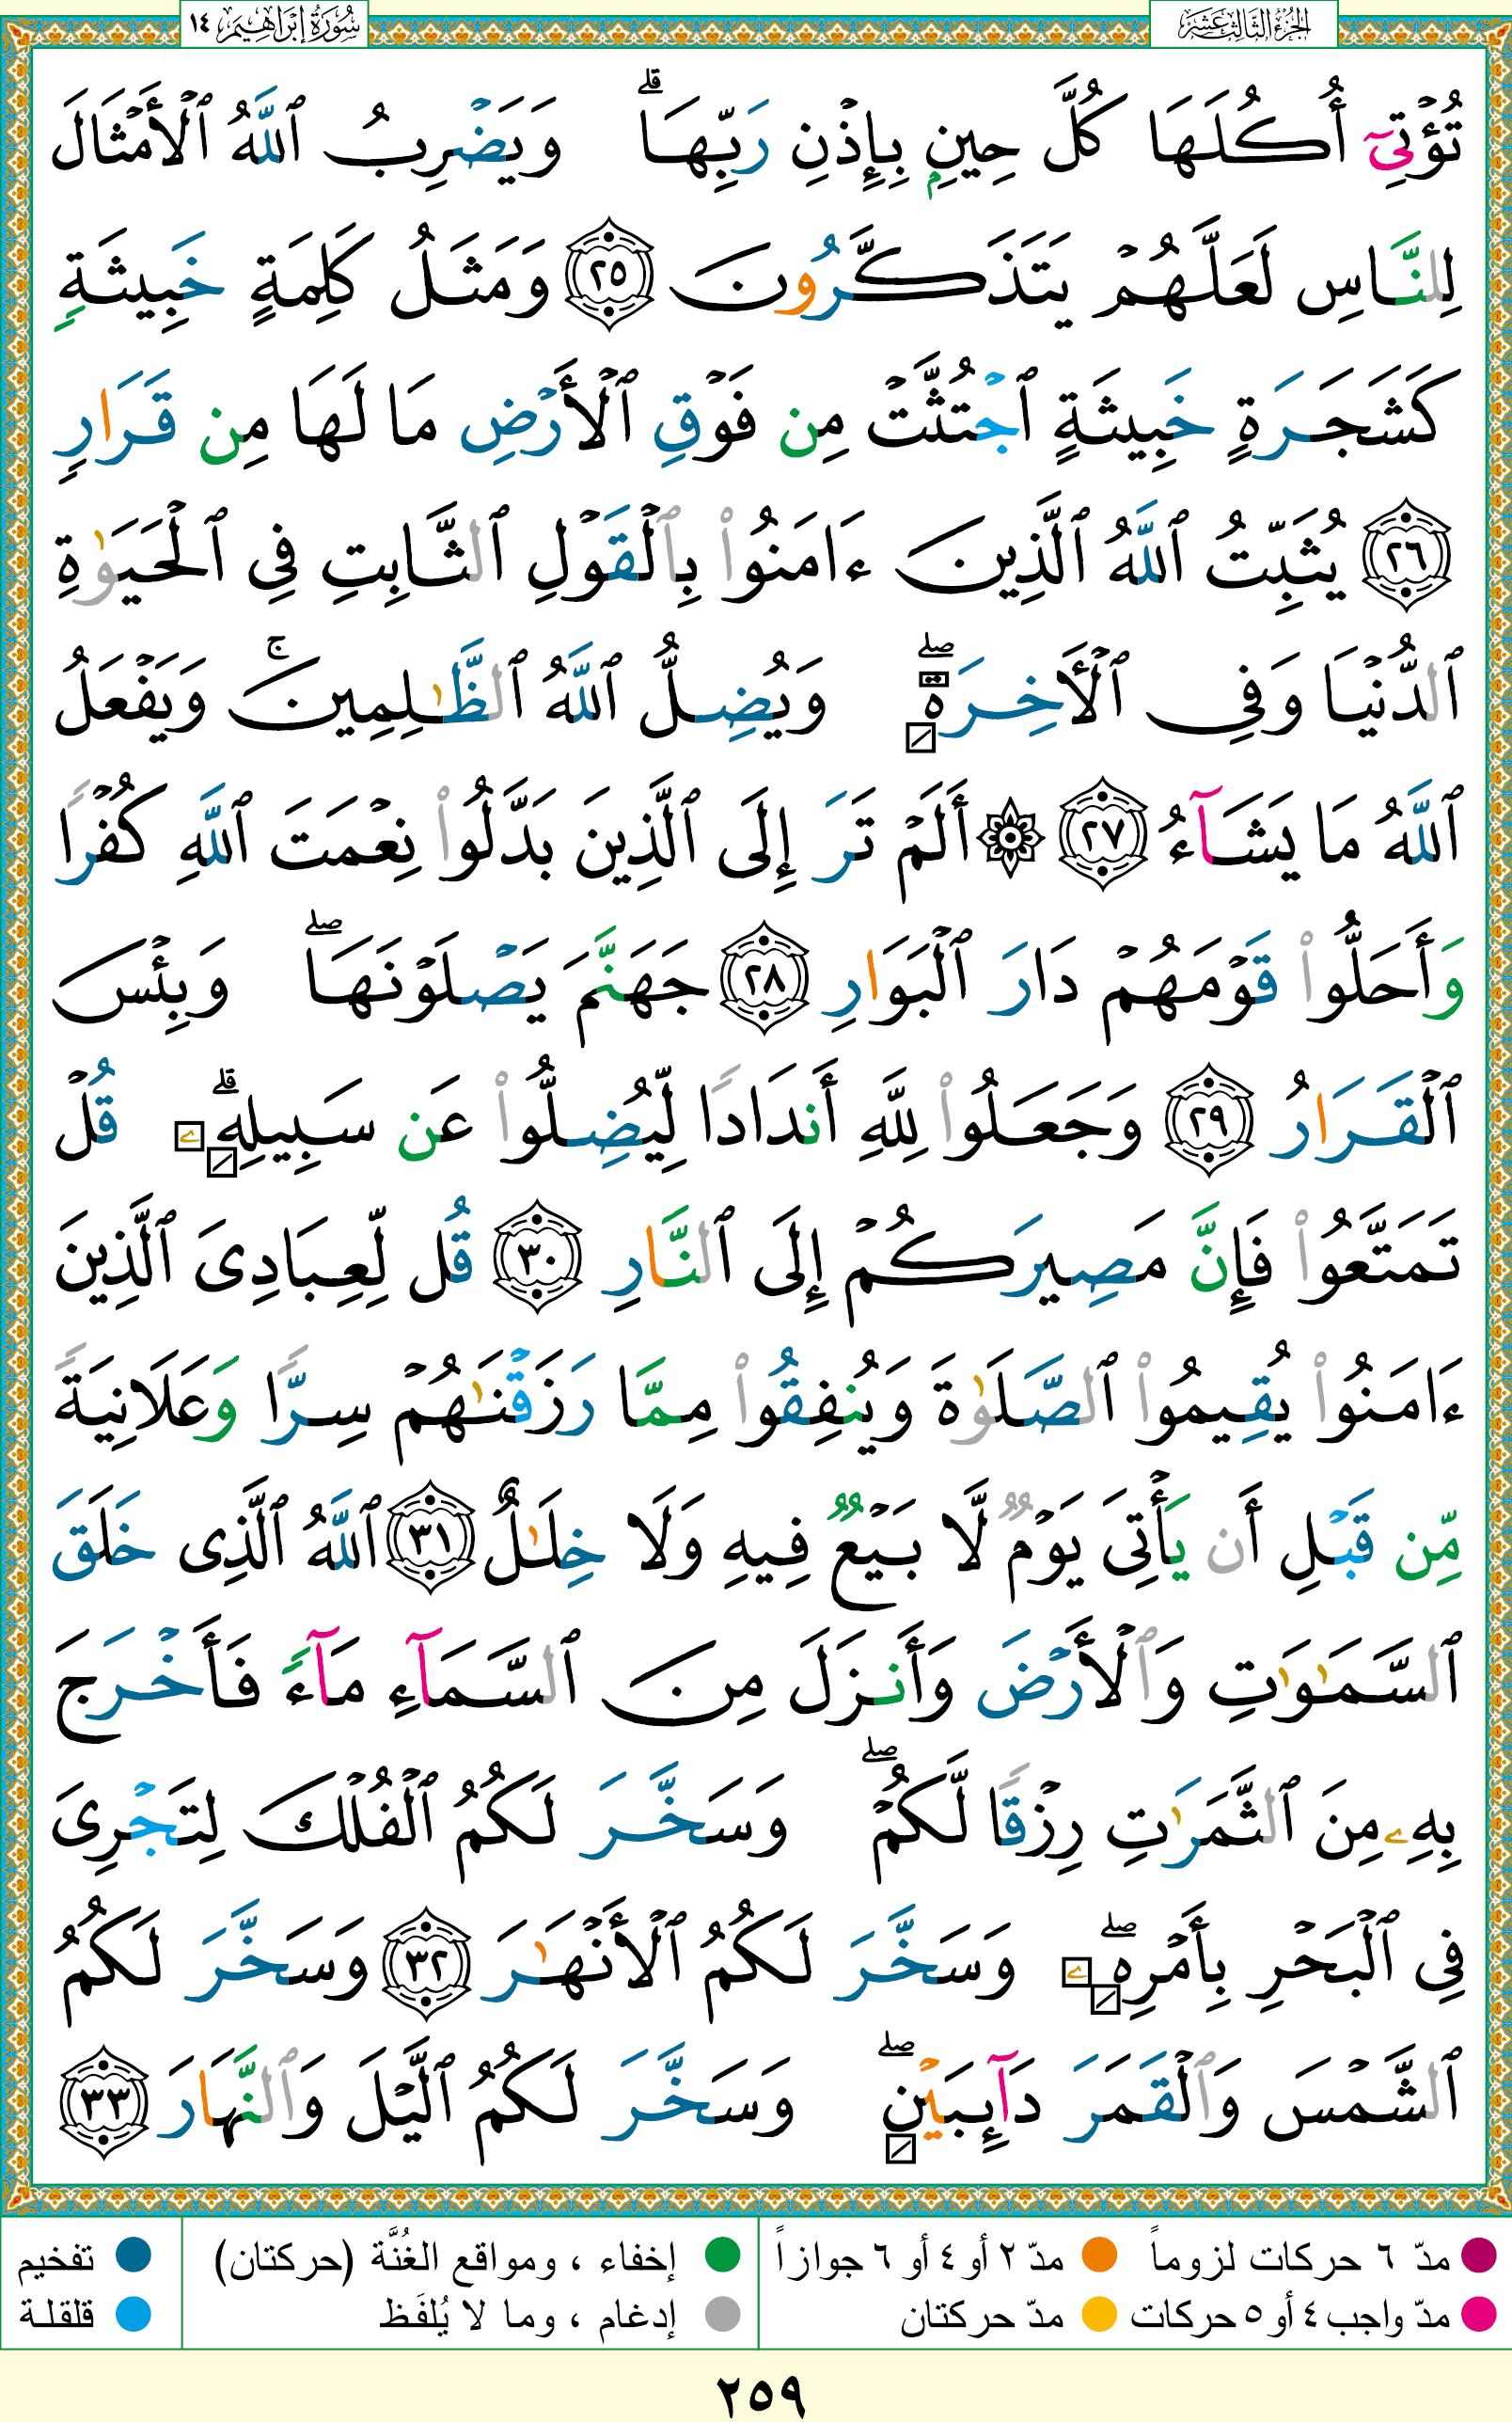 الجزء الثالث عشر
سورة إبراهيم ١٤
تُؤۡتِيٓ أُكُلَهَا كُلَّ حِينِۭ بِإِذۡنِ رَبِّهَاۗ وَيَضۡرِبُ ٱللَّهُ ٱلۡأَمۡثَالَ
لِلنَّاسِ لَعَلَّهُمۡ يَتَذَكَّرُونَ ٢٥ وَمَثَلُ كَلِمَةٍ خَبِيثَةٖ
كَشَجَرَةٍ خَبِيثَةٍ ٱجۡتُثَّتۡ مِن فَوۡقِ ٱلۡأَرۡضِ مَا لَهَا مِن قَرَارٖ
٢٦ يُثَبِّتُ ٱللَّهُ ٱلَّذِينَ ءَامَنُواْ بِٱلۡقَوۡلِ ٱلثَّابِتِ فِي ٱلۡحَيَوٰةِ
ٱلدُّنۡيَا وَفِي ٱلۡأٓخِرَةِۖ وَيُضِلُّ ٱللَّهُ ٱلظَّٰلِمِينَۚ وَيَفۡعَلُ
ٱللَّهُ مَا يَشَآءُ ٢٧ ۞ أَلَمۡ تَرَ إِلَى ٱلَّذِينَ بَدَّلُواْ نِعۡمَتَ ٱللَّهِ كُفۡرٗا
وَأَحَلُّواْ قَوۡمَهُمۡ دَارَ ٱلۡبَوَارِ ٢٨ جَهَنَّمَ يَصۡلَوۡنَهَاۖ وَبِئۡسَ
ٱلۡقَرَارُ ٢٩ وَجَعَلُواْ لِلَّهِ أَندَادٗا لِّيُضِلُّواْ عَن سَبِيلِهِۦۗ قُلۡ
تَمَتَّعُواْ فَإِنَّ مَصِيرَكُمۡ إِلَى ٱلنَّارِ ٣٠ قُل لِّعِبَادِيَ ٱلَّذِينَ
ءَامَنُواْ يُقِيمُواْ ٱلصَّلَوٰةَ وَيُنفِقُواْ مِمَّا رَزَقۡنَٰهُمۡ سِرّٗا وَعَلَانِيَةٗ
مِّن قَبۡلِ أَن يَأۡتِيَ يَوۡمٞ لَّا بَيۡعٞ فِيهِ وَلَا خِلَٰلٌ ٣١ ٱللَّهُ ٱلَّذِي خَلَقَ
ٱلسَّمَٰوَٰتِ وَٱلۡأَرۡضَ وَأَنزَلَ مِنَ ٱلسَّمَآءِ مَآءٗ فَأَخۡرَجَ
بِهِۦ مِنَ ٱلثَّمَرَٰتِ رِزۡقٗا لَّكُمۡۖ وَسَخَّرَ لَكُمُ ٱلۡفُلۡكَ لِتَجۡرِيَ
فِي ٱلۡبَحۡرِ بِأَمۡرِهِۦۖ وَسَخَّرَ لَكُمُ ٱلۡأَنۡهَٰرَ ٣٢ وَسَخَّرَ لَكُمُ
ٱلشَّمۡسَ وَٱلۡقَمَرَ دَآئِبَيۡنِۖ وَسَخَّرَ لَكُمُ ٱلَّيۡلَ وَٱلنَّهَارَ ٣٣
مدّ ٦ حركات لزوماً مدّ ٢ أو ٤ أو ٦ جوازاً إخفاء ، ومواقع الغُنَّة (حركتان) تفخيم
مدّ واجب ٤ أو ٥ حركات مدّ حركتان إدغام ، وما لا يُلفَظ قلقلة
٢٥٩